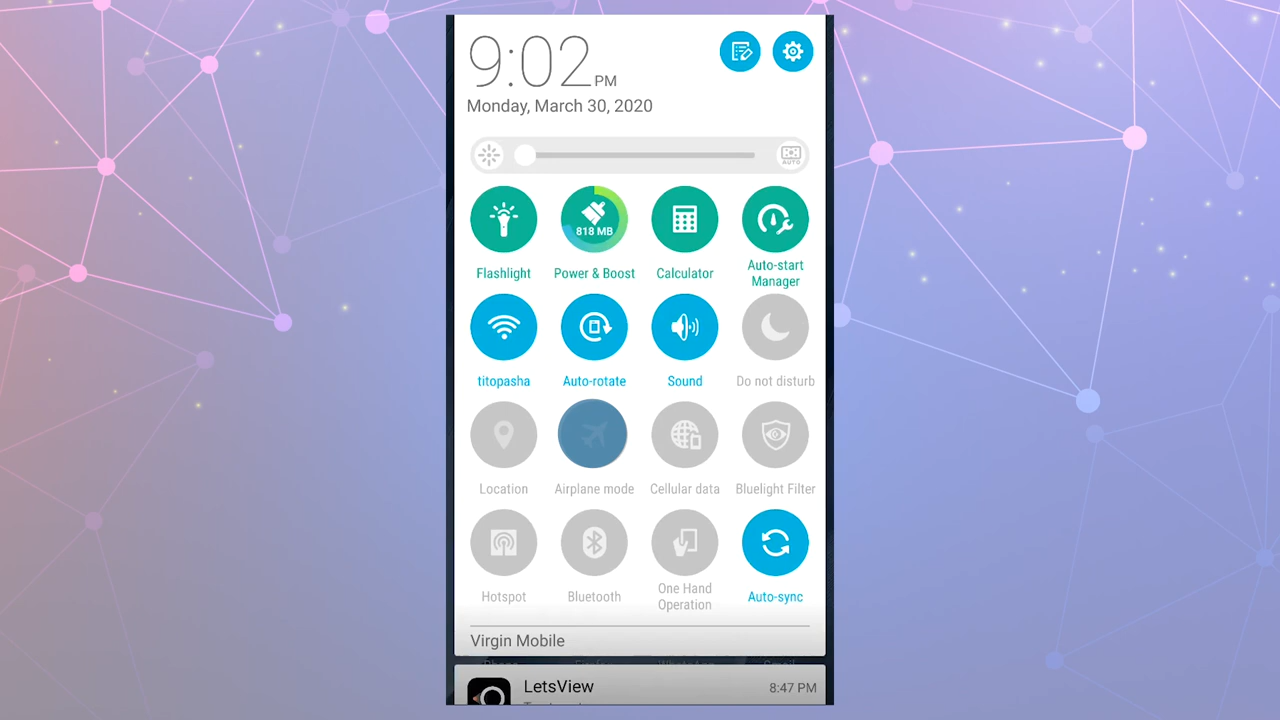 9:02 PM
Monday, March 30, 2020
AUTO
818 MB
Flashlight
Power & Boost
Calculator
Auto-start
Manager
titopasha
Auto-rotate
Sound
Do not disturb
Location
Airplane mode
Cellular data
Bluelight Filter
Hotspot
Bluetooth
One Hand
Operation
Auto-sync
Virgin Mobile
LetsView
8:47 PM